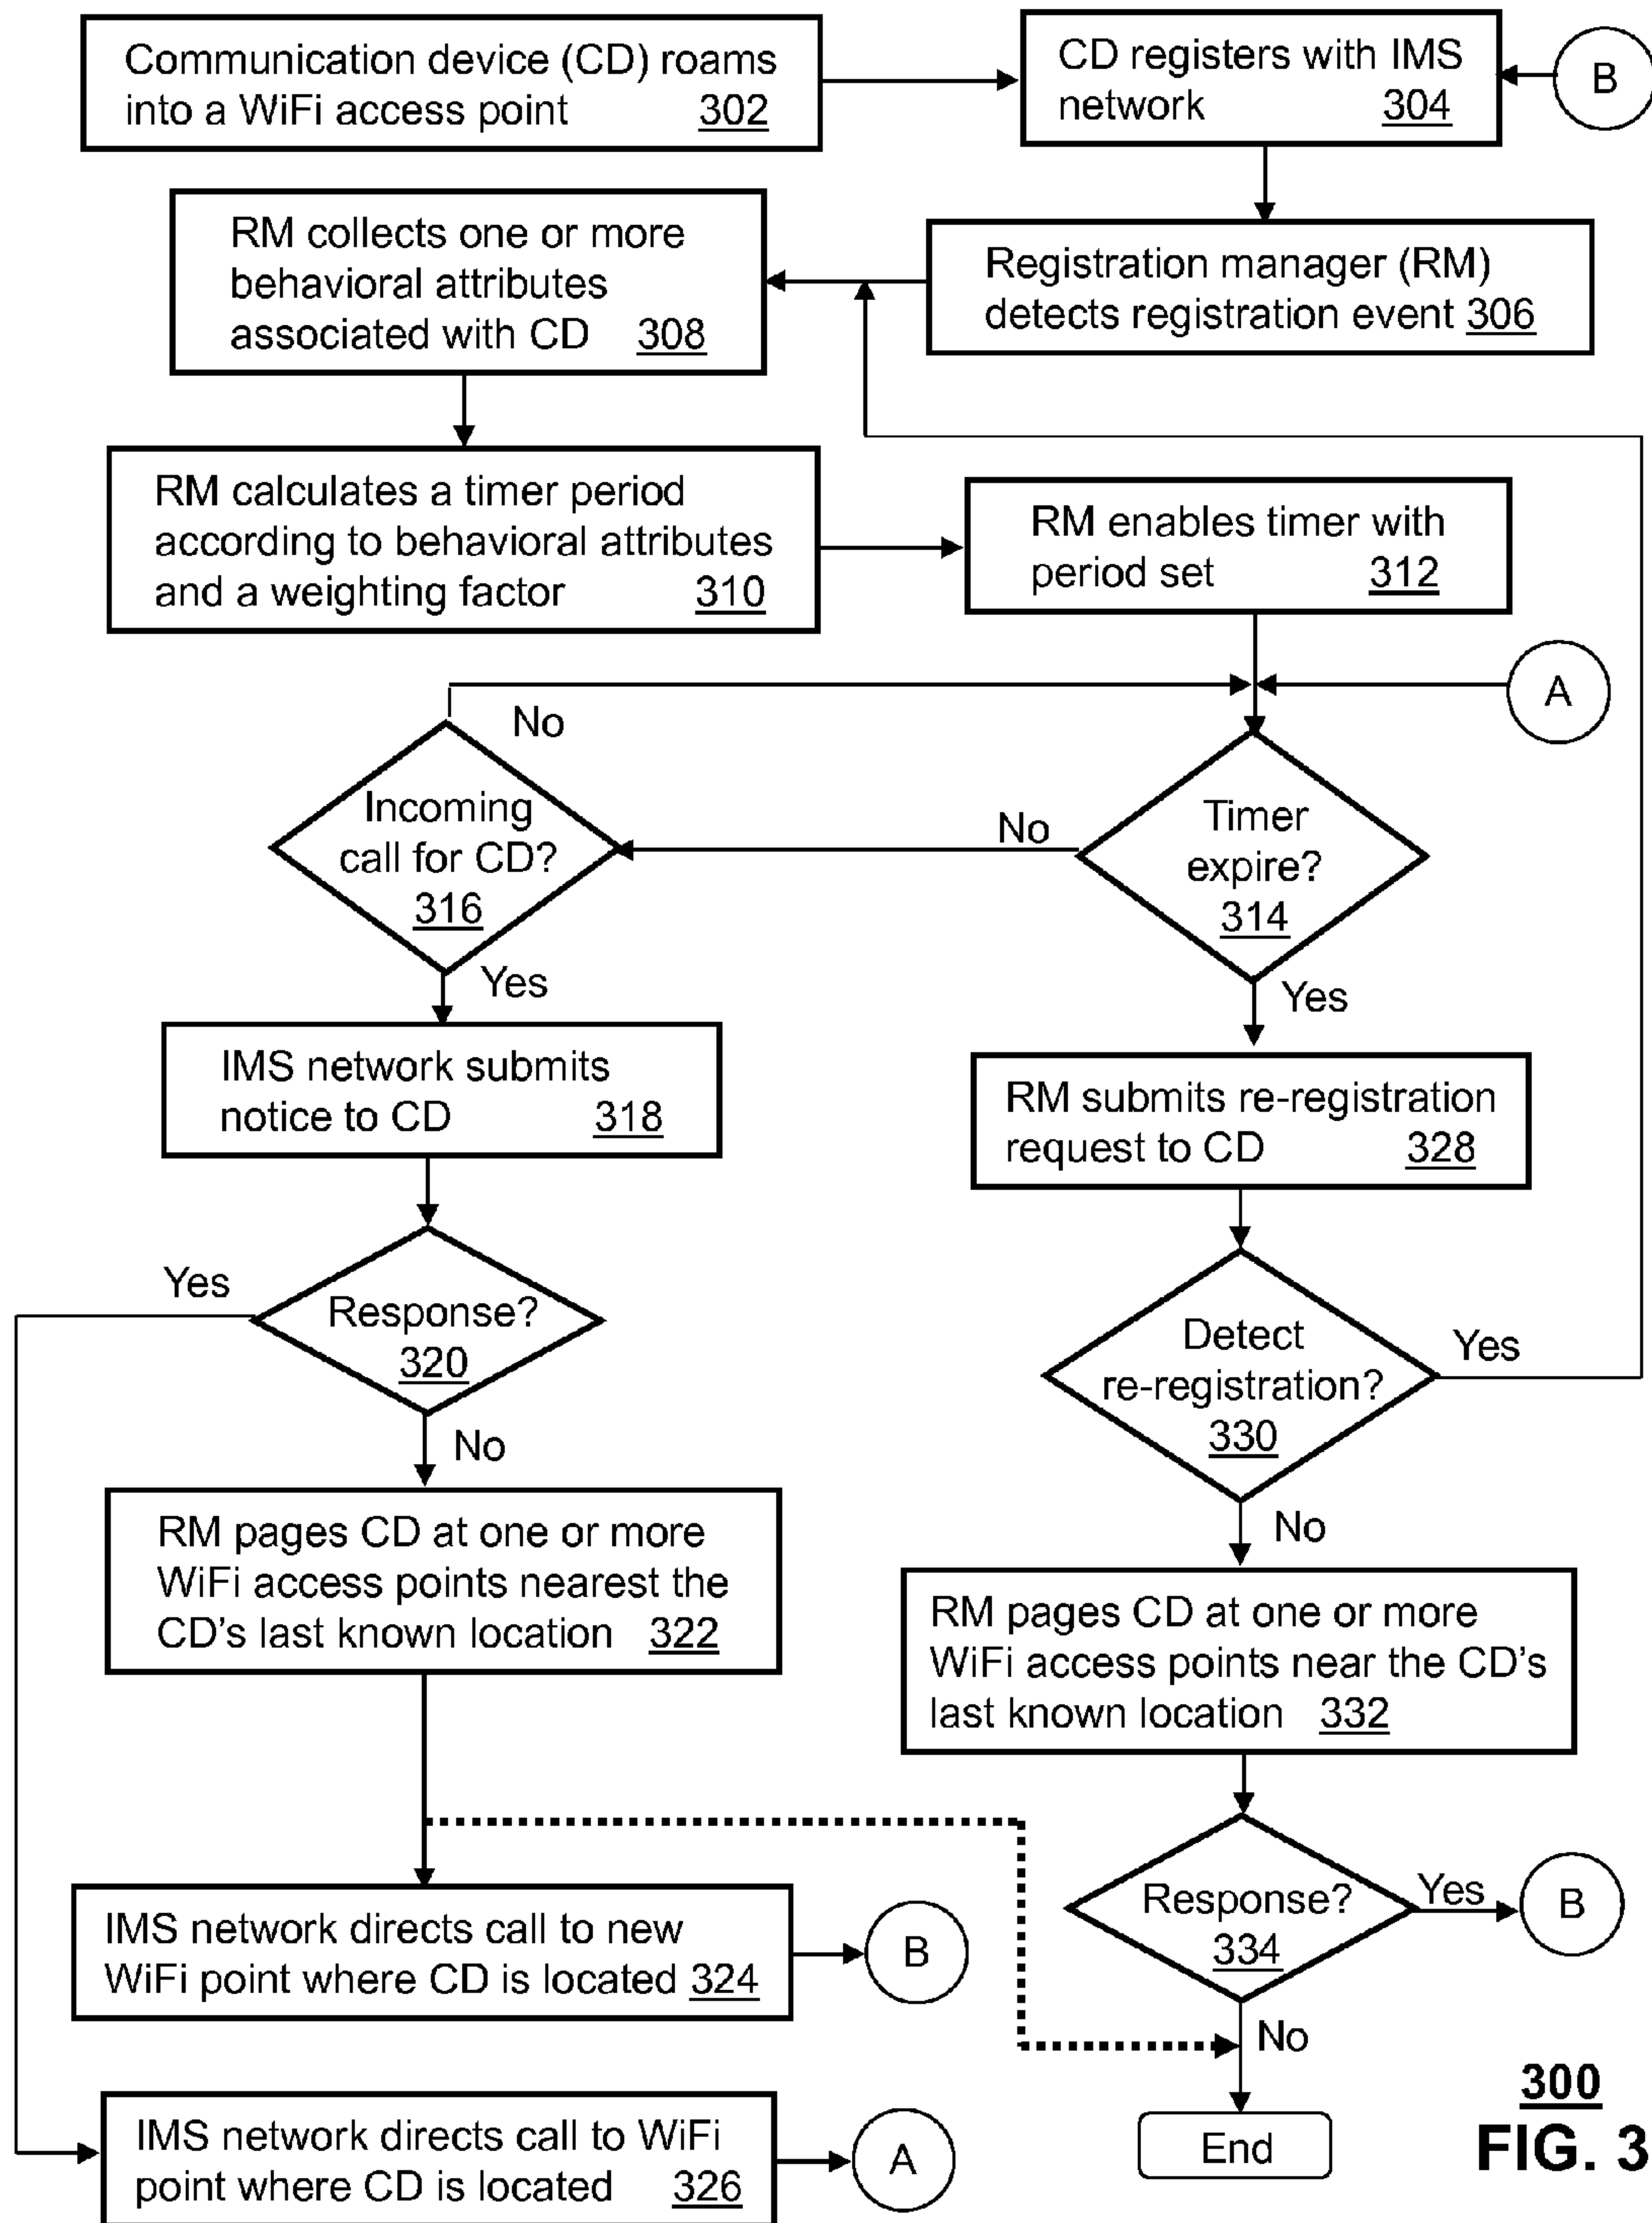 Communication device (CD) roams
into a WiFi access point 302
CD registers with IMS
network 304
B
RM collects one or more
behavioral attributes
associated with CD 308
Registration manager (RM)
detects registration event 306
RM calculates a timer period
according to behavioral attributes
and a weighting factor 310
RM enables timer with
period set 312
A
No
Incoming
call for CD?
316
No
Timer
expire?
314
Yes
Yes
IMS network submits
notice to CD 318
RM submits re-registration
request to CD 328
Yes
Response?
320
No
Detect
re-registration?
330
Yes
No
RM pages CD at one or more
WiFi access points nearest the
CD's last known location 322
RM pages CD at one or more
WiFi access points near the CD's
last known location 332
Response?
334
Yes
B
No
IMS network directs call to new
WiFi point where CD is located 324
B
IMS network directs call to WiFi
point where CD is located 326
A
End
300
FIG. 3